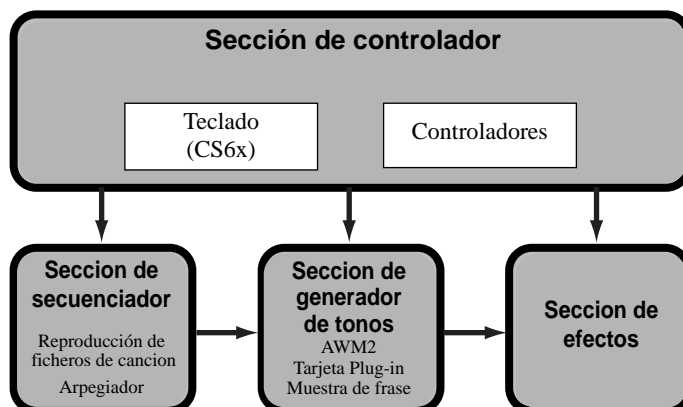 Sección de controlador
Teclado
(CS6x)
Controladores
Seccion de
secuenciador
Reproducción de
ficheros de cancion
Arpegiador
Seccion de
generador
de tonos
AWM2
Tarjeta Plug-in
Muestra de frase
Seccion de
efectos